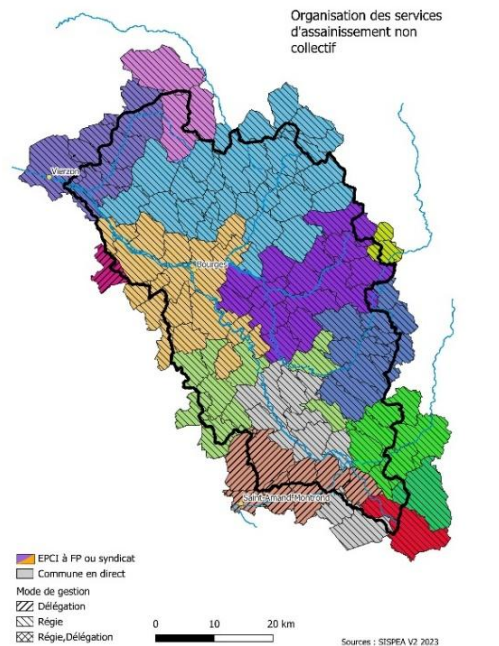 Organisation des services
d'assainissement non
collectif
Vierzon
Bourges
Saint-Amand-Montrond
EPCI à FP ou syndicat
Commune en direct
Mode de gestion
Délégation
Régie
Régie,Délégation
0 10 20 km
Sources : SISPEA V2 2023